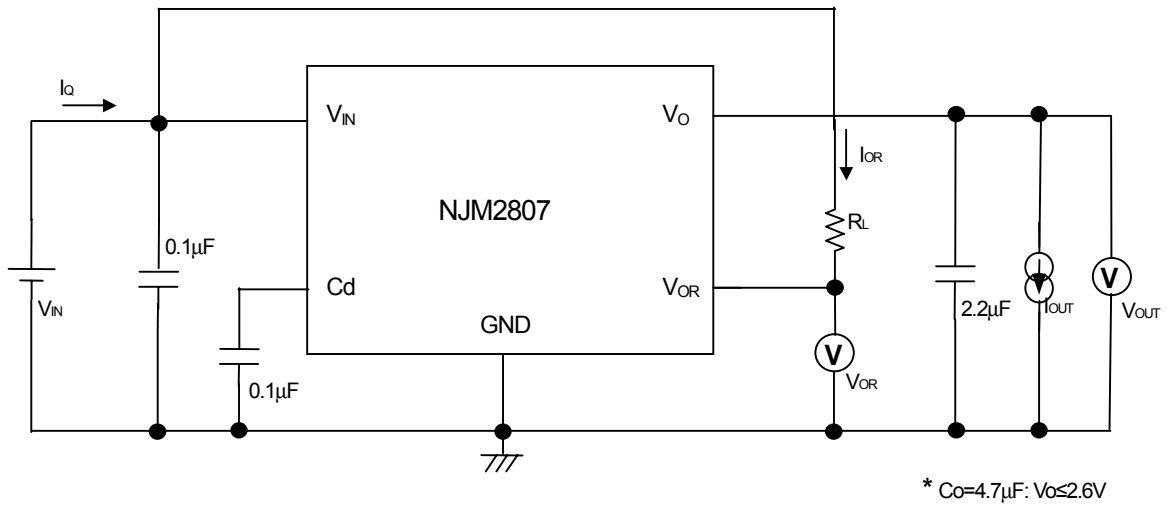 IQ
VIN
VO
IOR
NJM2807
RL
0.1µF
Cd
VOR
VIN
GND
2.2µF
IOUT
V
VOUT
V
VOR
0.1µF
* Co=4.7µF: Vo≤2.6V